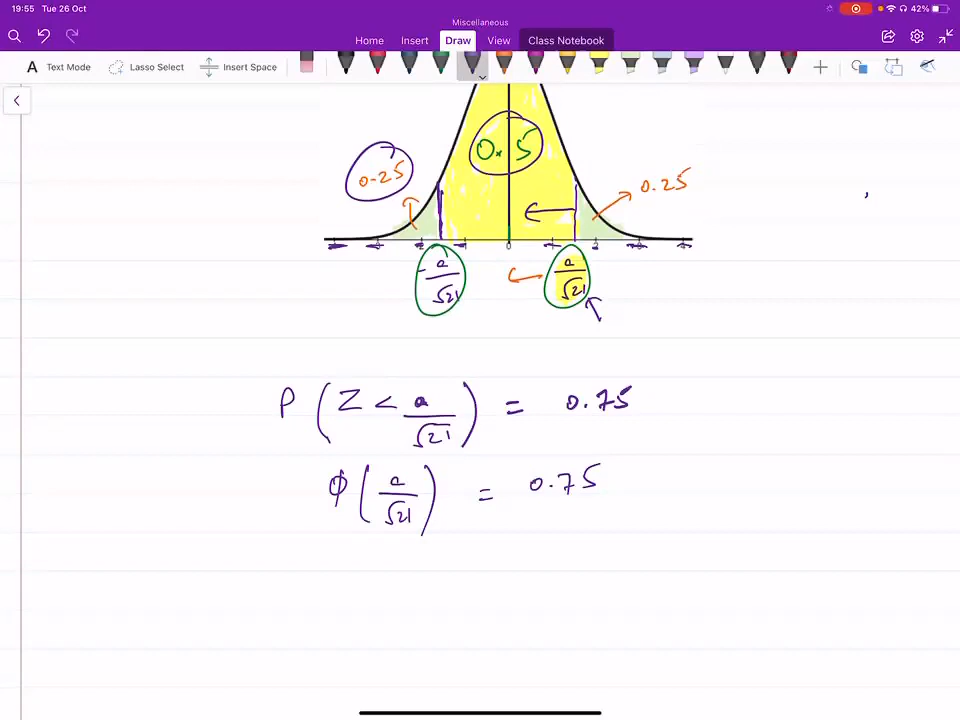 19:55 Tue 26 Oct
42%
Miscellaneous
Home Insert Draw View Class Notebook
A Text Mode Lasso Select Insert Space
0.5
0.25
0.25
-a/√21
a/√21
P(Z < a/√21) = 0.75
φ(a/√21) = 0.75